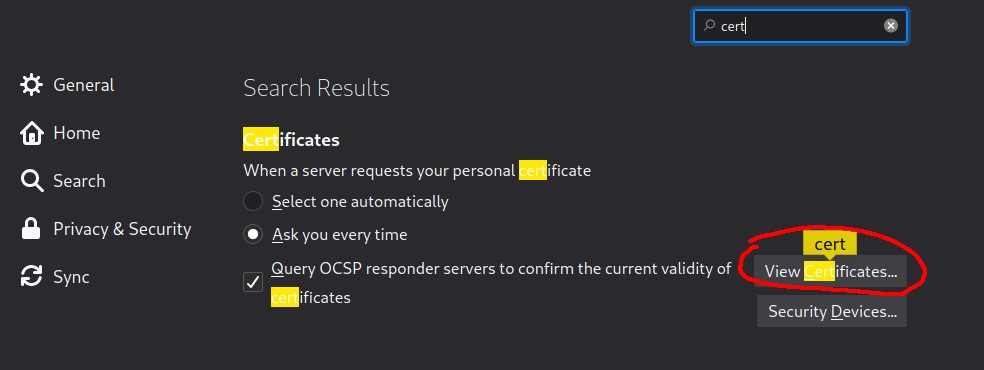 cert
General
Home
Search
Privacy & Security
Sync
Search Results
Certificates
When a server requests your personal certificate
Select one automatically
Ask you every time
Query OCSP responder servers to confirm the current validity of
certificates
cert
View Certificates...
Security Devices...